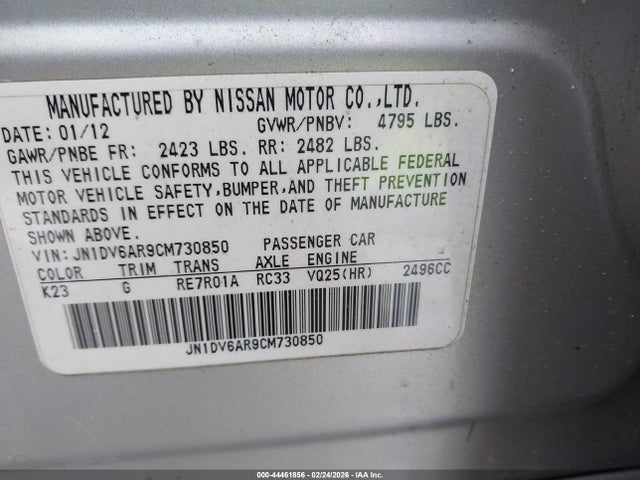 MANUFACTURED BY NISSAN MOTOR CO.,LTD.
DATE: 01/12 GVWR/PNBV: 4795 LBS.
GAWR/PNBE FR: 2423 LBS. RR: 2482 LBS.
THIS VEHICLE CONFORMS TO ALL APPLICABLE FEDERAL
MOTOR VEHICLE SAFETY,BUMPER,AND THEFT PREVENTION
STANDARDS IN EFFECT ON THE DATE OF MANUFACTURE
SHOWN ABOVE.
VIN: JN1DV6AR9CM730850 PASSENGER CAR
COLOR TRIM TRANS AXLE ENGINE
K23 G RE7R01A RC33 VQ25(HR) 2496CC
JN1DV6AR9CM730850
000-44461856 - 02/24/2026 - IAA Inc.